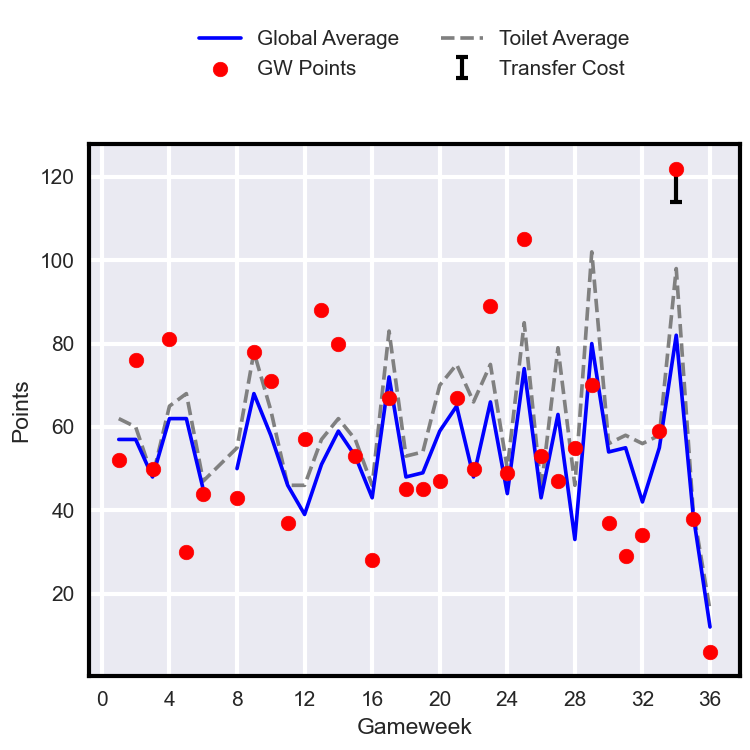 Global Average
Toilet Average
GW Points
Transfer Cost
120
100
80
60
40
20
Points
0 4 8 12 16 20 24 28 32 36
Gameweek